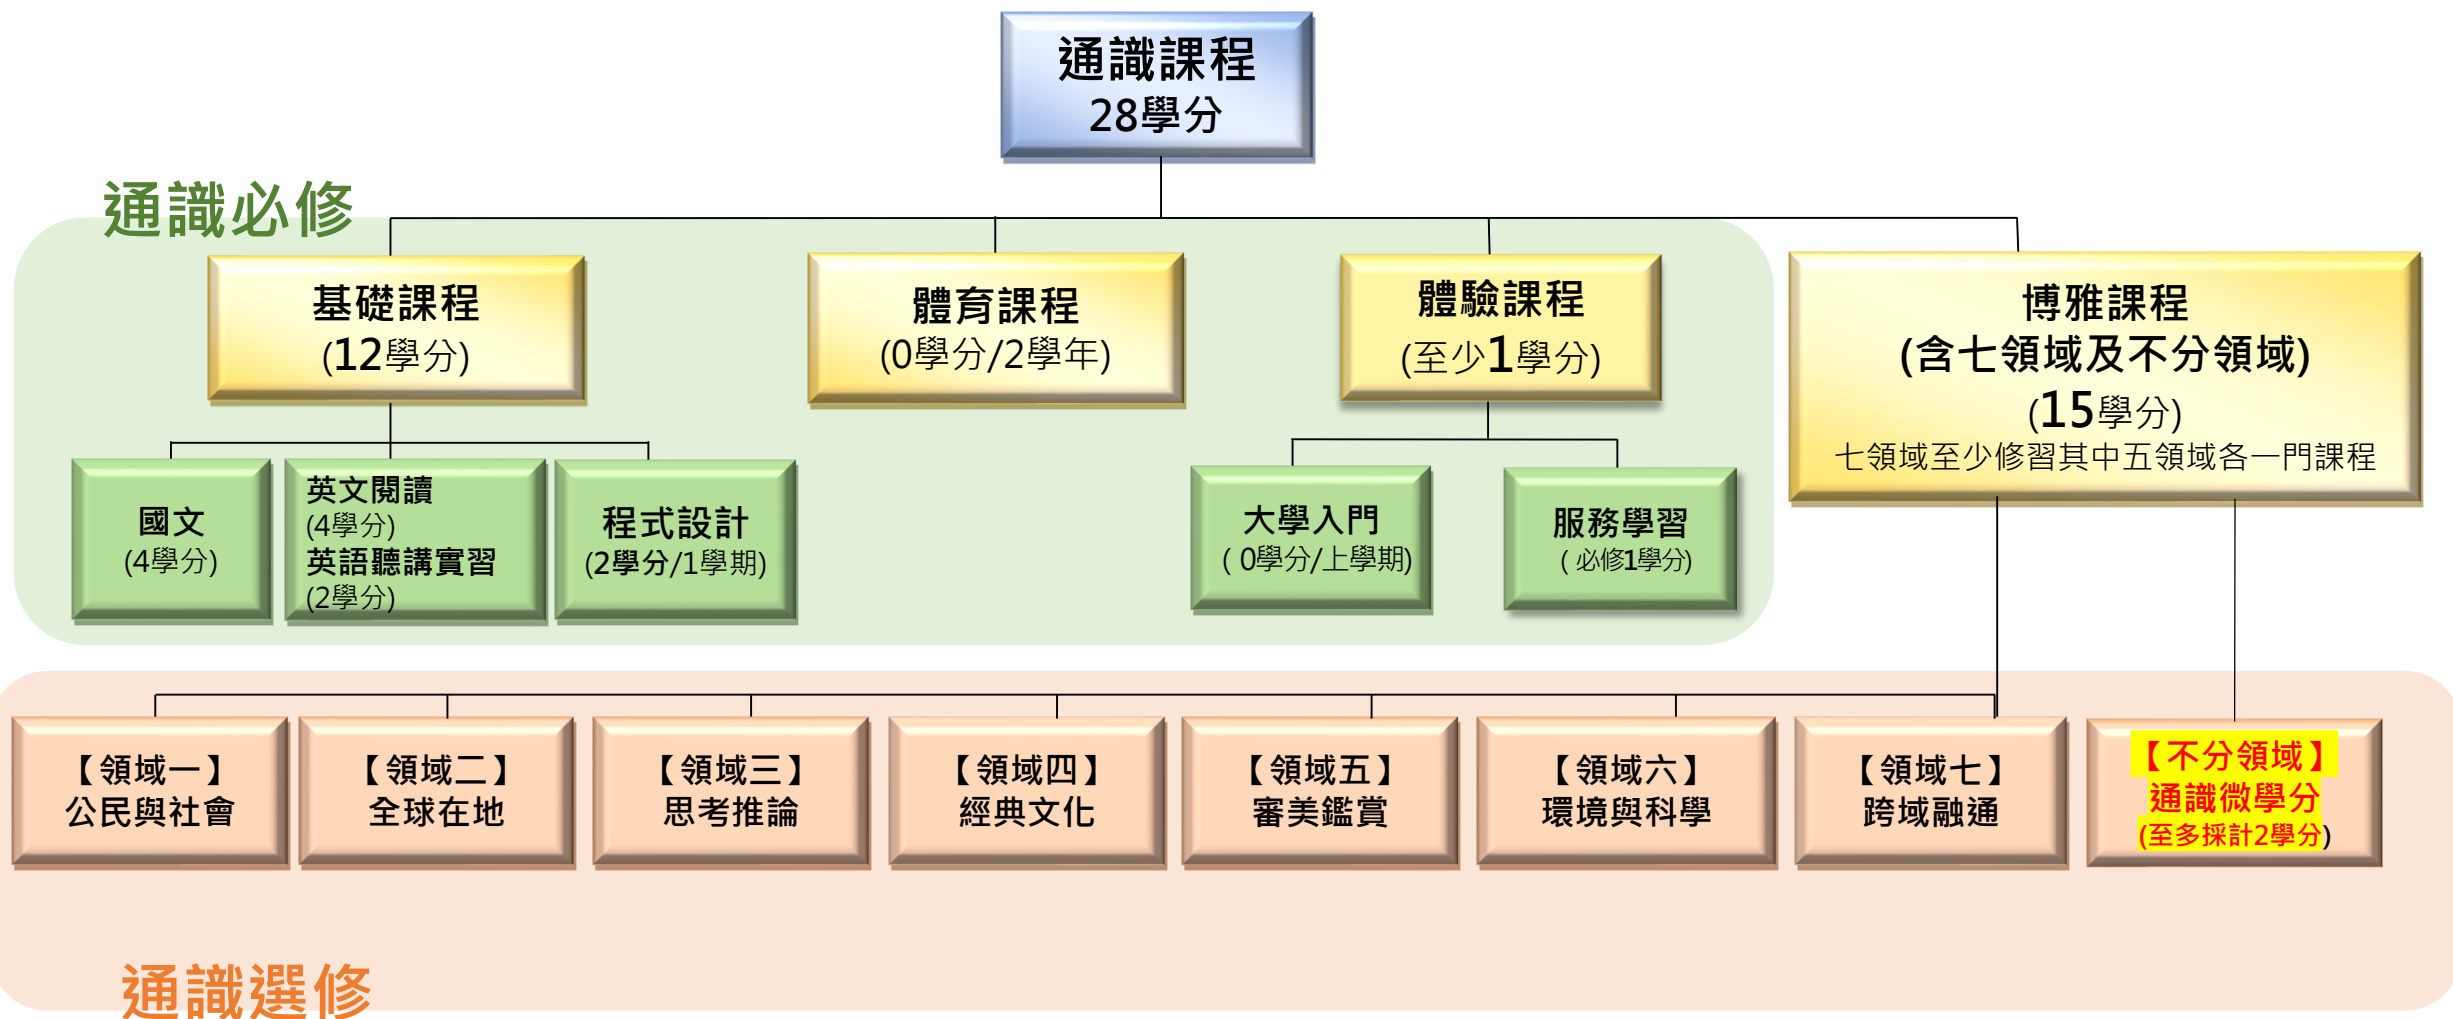 通識課程
28學分
通識必修
基礎課程
(12學分)
體育課程
(0學分/2學年)
體驗課程
(至少1學分)
博雅課程
(含七領域及不分領域)
(15學分)
七領域至少修習其中五領域各一門課程
國文
(4學分)
英文閱讀
(4學分)
英語聽講實習
(2學分)
程式設計
(2學分/1學期)
大學入門
( 0學分/上學期)
服務學習
( 必修1學分)
【領域一】
公民與社會
【領域二】
全球在地
【領域三】
思考推論
【領域四】
經典文化
【領域五】
審美鑑賞
【領域六】
環境與科學
【領域七】
跨域融通
【不分領域】
通識微學分
(至多採計2學分)
通識選修